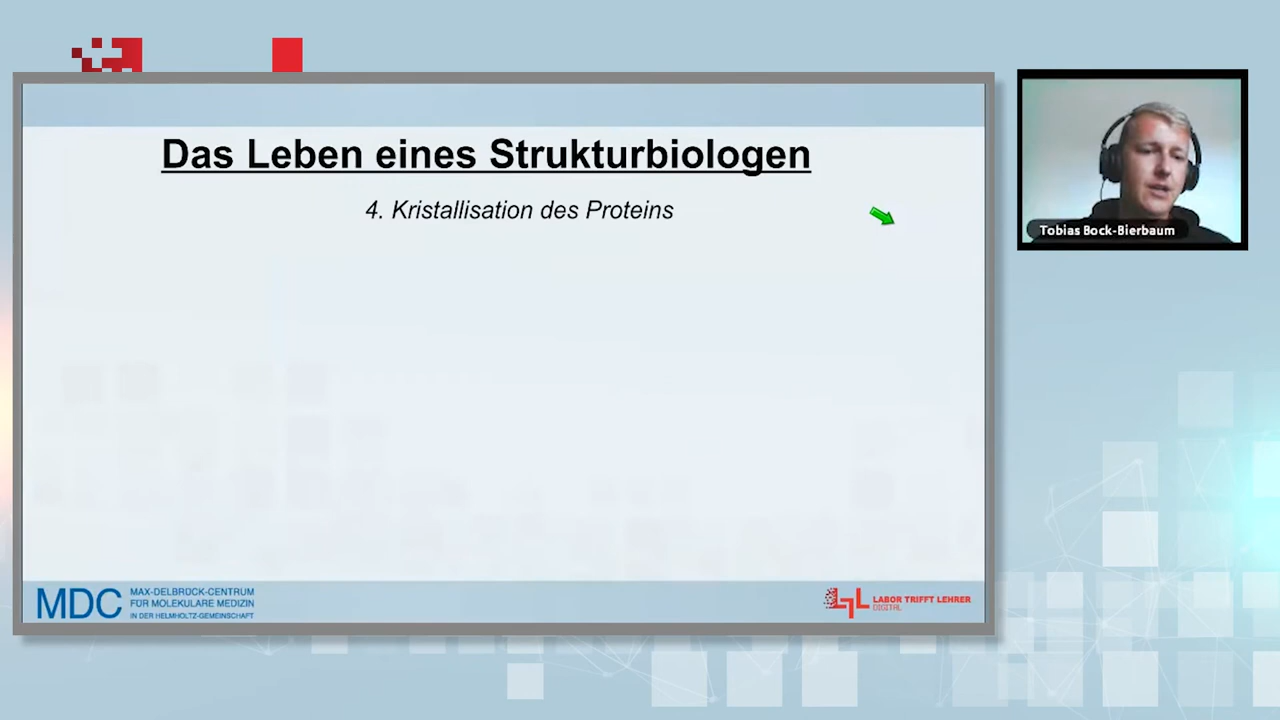 Das Leben eines Strukturbiologen
4. Kristallisation des Proteins
Tobias Bock-Bierbaum
MDC
MAX-DELBRÜCK-CENTRUM
FÜR MOLEKULARE MEDIZIN
IN DER HELMHOLTZ-GEMEINSCHAFT
LABOR TRIFFT LEHRER
DIGITAL